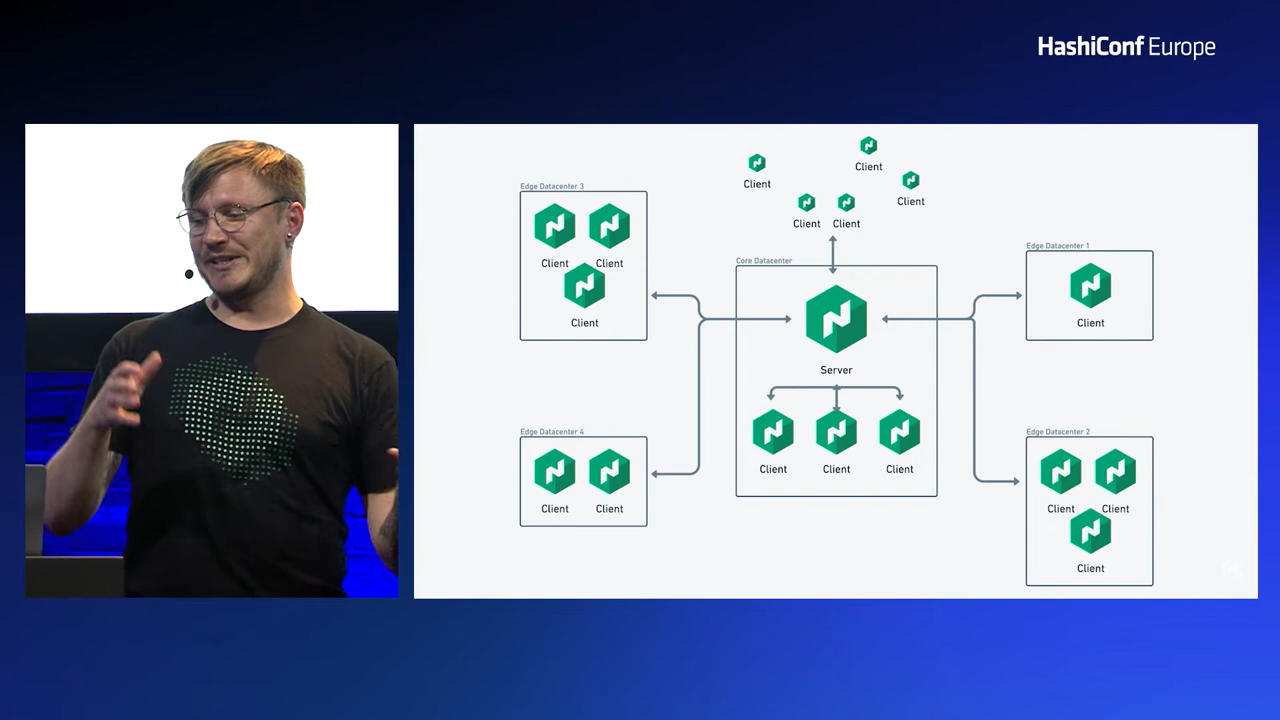 HashiConf Europe
Client
Client
Client
Client
Client
Edge Datacenter 3
Client
Client
Client
Core Datacenter
Server
Client
Client
Client
Edge Datacenter 1
Client
Edge Datacenter 4
Client
Client
Edge Datacenter 2
Client
Client
Client